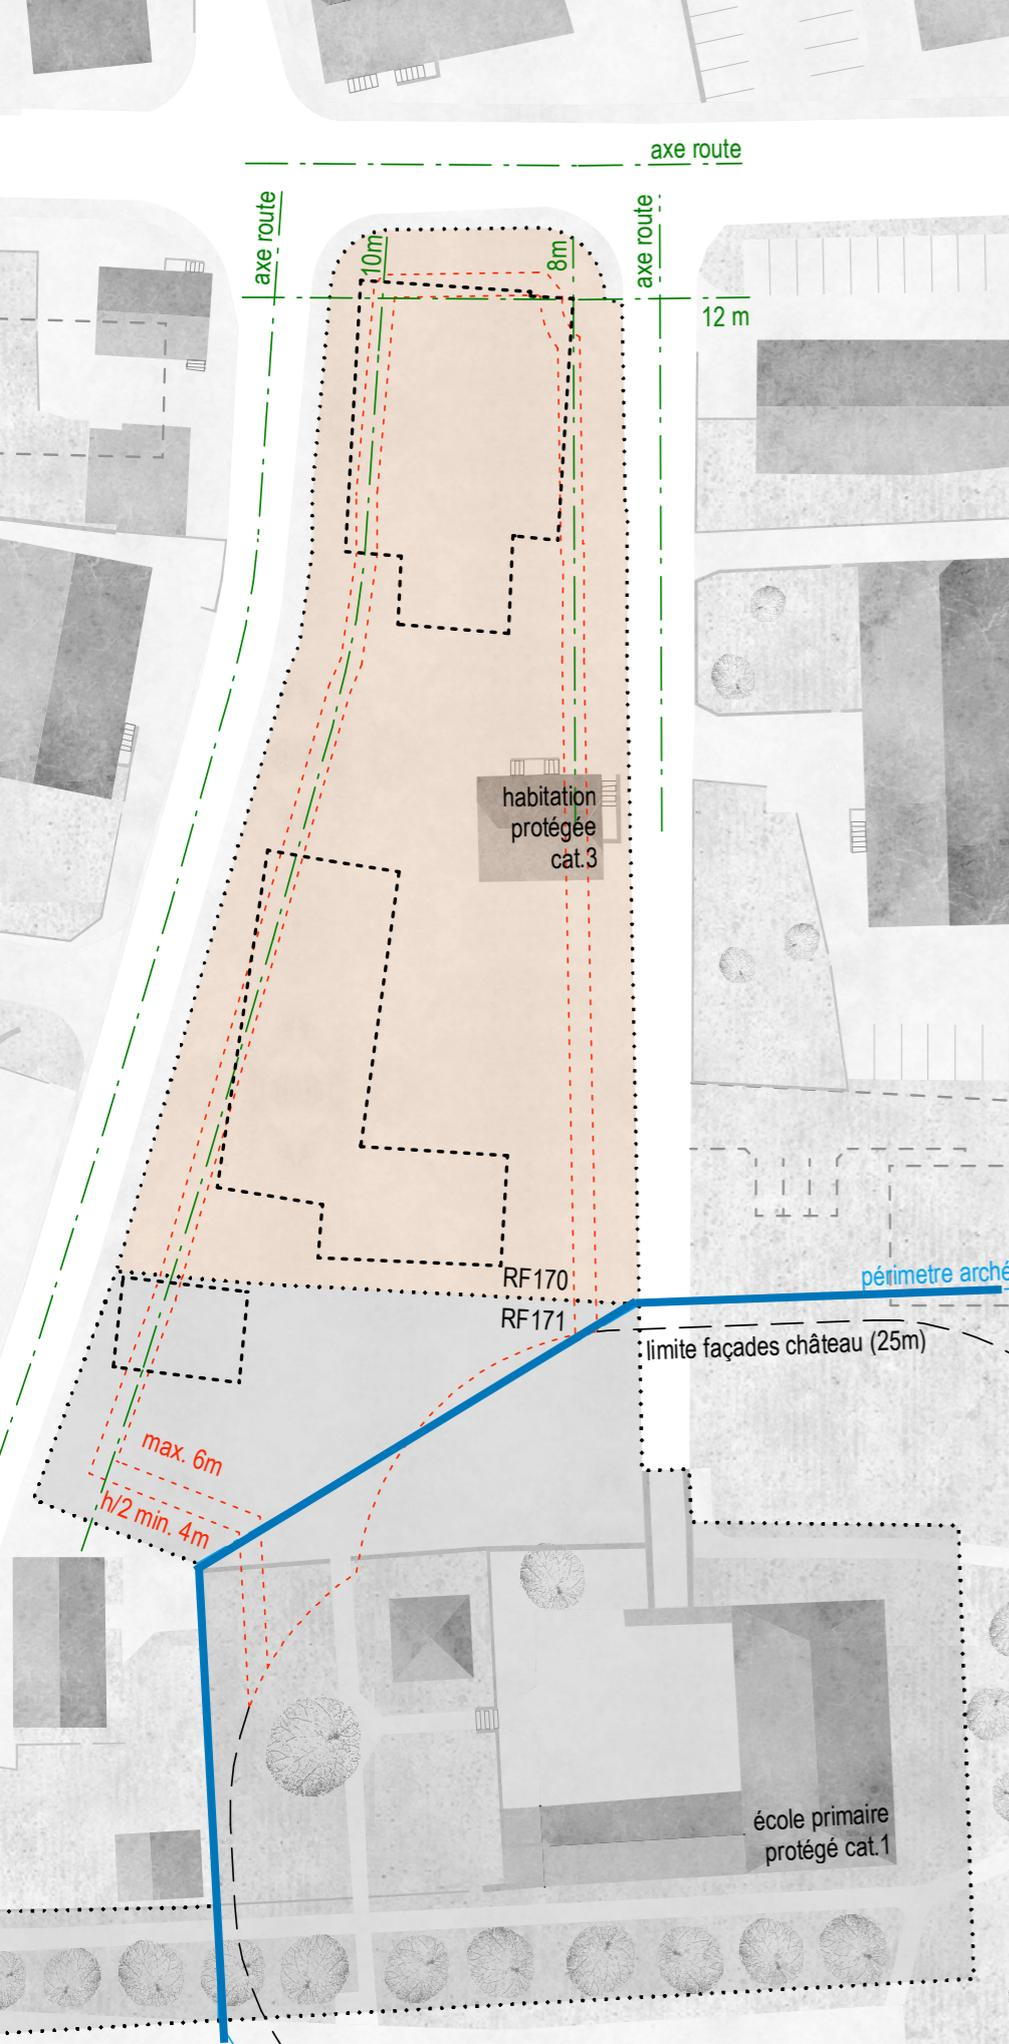 axe route
axe route
axe route
10m
8m
12 m
habitation
protégée
cat.3
RF170
RF171
périmetre arché
limite façades château (25m)
max. 6m
h/2 min. 4m
école primaire
protégé cat.1